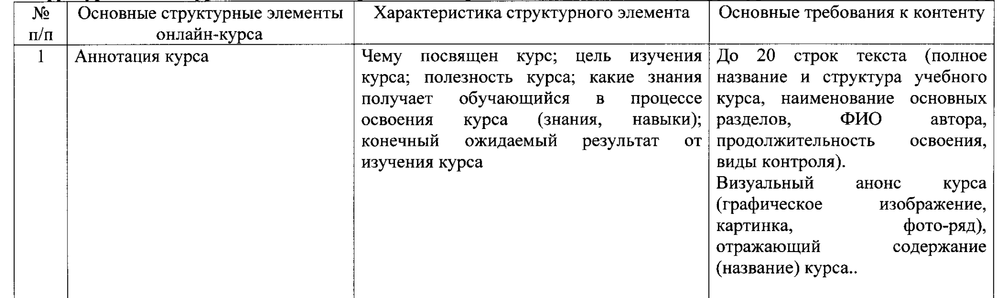 №
п/п
Основные структурные элементы
онлайн-курса
Характеристика структурного элемента
Основные требования к контенту
1
Аннотация курса
Чему посвящен курс; цель изучения
курса; полезность курса; какие знания
получает обучающийся в процессе
освоения курса (знания, навыки);
конечный ожидаемый результат от
изучения курса
До 20 строк текста (полное
название и структура учебного
курса, наименование основных
разделов, ФИО автора,
продолжительность освоения,
виды контроля).
Визуальный анонс курса
(графическое изображение,
картинка, фото-ряд),
отражающий содержание
(название) курса..